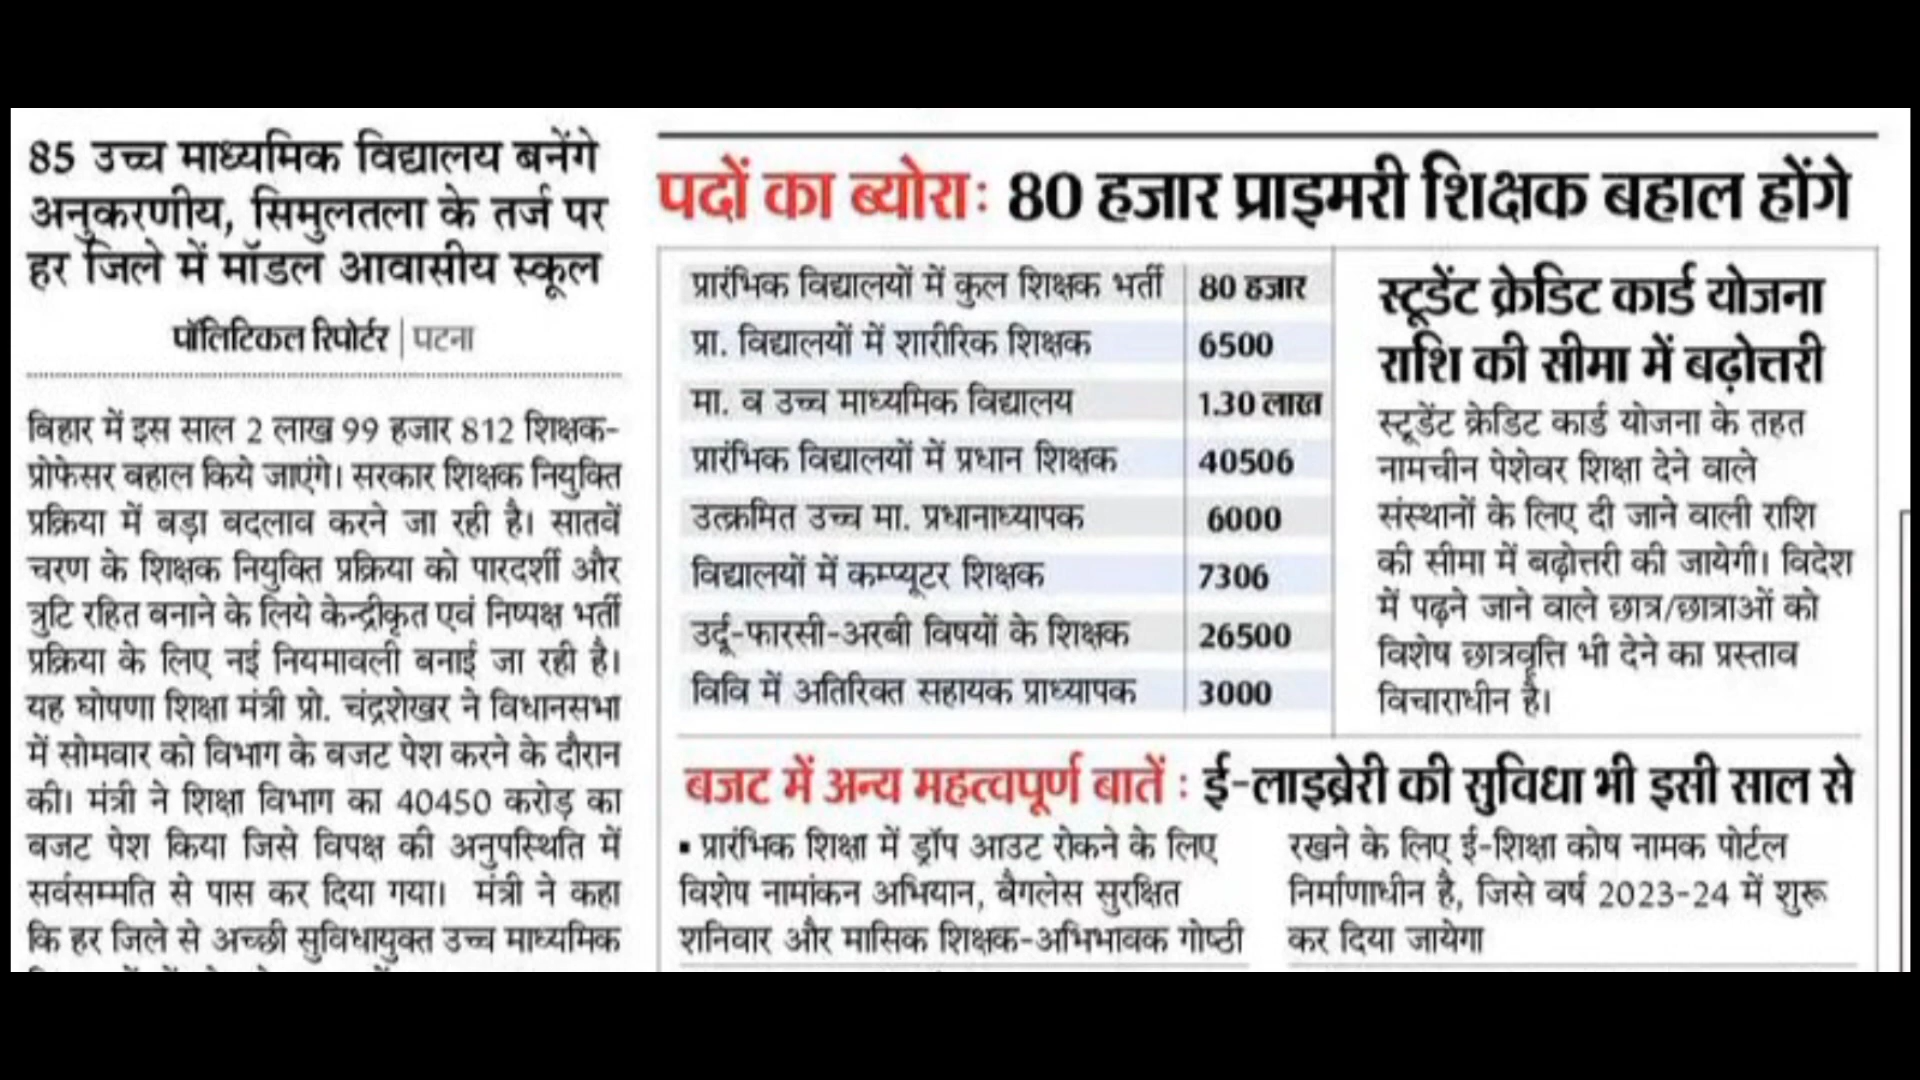 85 उच्च माध्यमिक विद्यालय बनेंगे
अनुकरणीय, सिमुलतला के तर्ज पर
हर जिले में मॉडल आवासीय स्कूल
पॉलिटिकल रिपोर्टर | पटना
बिहार में इस साल 2 लाख 99 हजार 812 शिक्षक-
प्रोफेसर बहाल किये जाएंगे। सरकार शिक्षक नियुक्ति
प्रक्रिया में बड़ा बदलाव करने जा रही है। सातवें
चरण के शिक्षक नियुक्ति प्रक्रिया को पारदर्शी और
त्रुटि रहित बनाने के लिये केन्द्रीकृत एवं निष्पक्ष भर्ती
प्रक्रिया के लिए नई नियमावली बनाई जा रही है।
यह घोषणा शिक्षा मंत्री प्रो. चंद्रशेखर ने विधानसभा
में सोमवार को विभाग के बजट पेश करने के दौरान
की। मंत्री ने शिक्षा विभाग का 40450 करोड़ का
बजट पेश किया जिसे विपक्ष की अनुपस्थिति में
सर्वसम्मति से पास कर दिया गया। मंत्री ने कहा
कि हर जिले से अच्छी सुविधायुक्त उच्च माध्यमिक
पदों का ब्योरा: 80 हजार प्राइमरी शिक्षक बहाल होंगे
प्रारंभिक विद्यालयों में कुल शिक्षक भर्ती 80 हजार
प्रा. विद्यालयों में शारीरिक शिक्षक 6500
मा. व उच्च माध्यमिक विद्यालय 1.30 लाख
प्रारंभिक विद्यालयों में प्रधान शिक्षक 40506
उत्क्रमित उच्च मा. प्रधानाध्यापक 6000
विद्यालयों में कम्प्यूटर शिक्षक 7306
उर्दू-फारसी-अरबी विषयों के शिक्षक 26500
विवि में अतिरिक्त सहायक प्राध्यापक 3000
स्टूडेंट क्रेडिट कार्ड योजना
राशि की सीमा में बढ़ोत्तरी
स्टूडेंट क्रेडिट कार्ड योजना के तहत
नामचीन पेशेवर शिक्षा देने वाले
संस्थानों के लिए दी जाने वाली राशि
की सीमा में बढ़ोत्तरी की जायेगी। विदेश
में पढ़ने जाने वाले छात्र/छात्राओं को
विशेष छात्रवृत्ति भी देने का प्रस्ताव
विचाराधीन है।
बजट में अन्य महत्वपूर्ण बातें : ई-लाइब्रेरी की सुविधा भी इसी साल से
▪ प्रारंभिक शिक्षा में ड्रॉप आउट रोकने के लिए
विशेष नामांकन अभियान, बैगलेस सुरक्षित
शनिवार और मासिक शिक्षक-अभिभावक गोष्ठी
रखने के लिए ई-शिक्षा कोष नामक पोर्टल
निर्माणाधीन है, जिसे वर्ष 2023-24 में शुरू
कर दिया जायेगा